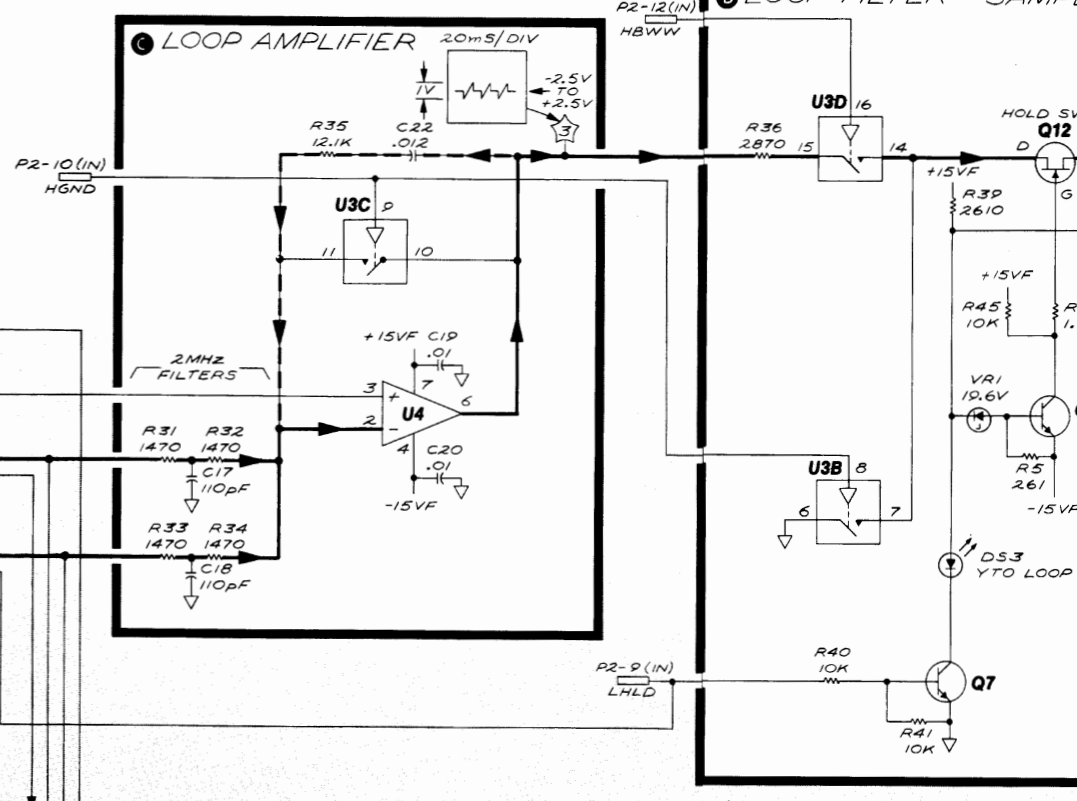 P2-12(IN)
HBWW
C LOOP AMPLIFIER
20mS/DIV
1V
-2.5V
TO
+2.5V
3
R35
12.1K
C22
.012
P2-10(IN)
HGND
U3C 9
11
10
R36
2870
U3D 16
15
14
HOLD
Q12
D
G
+15VF
R39
2610
+15VF
R45
10K
VR1
19.6V
R5
261
-15VF
2MHz
FILTERS
+15VF C19
.01
7
3
+
U4
6
2
-
4
C20
.01
-15VF
R31
1470
R32
1470
C17
110pF
R33
1470
R34
1470
C18
110pF
U3B 8
6
7
DS3
YTO LOOP
P2-9(IN)
LHLD
R40
10K
Q7
R41
10K